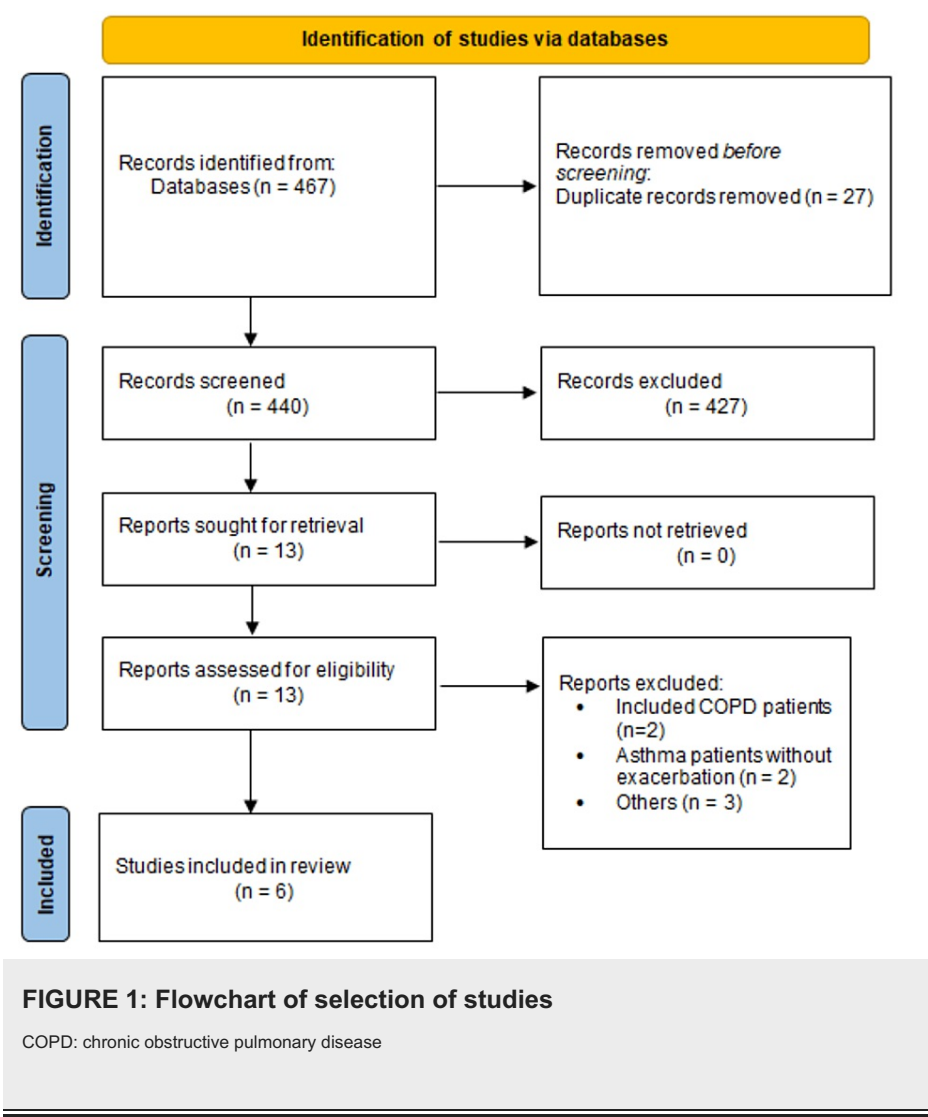 Identification of studies via databases
Identification
Records identified from:
Databases (n = 467)
Records removed before
screening:
Duplicate records removed (n = 27)
Screening
Records screened
(n = 440)
Records excluded
(n = 427)
Reports sought for retrieval
(n = 13)
Reports not retrieved
(n = 0)
Reports assessed for eligibility
(n = 13)
Reports excluded:
• Included COPD patients
(n=2)
• Asthma patients without
exacerbation (n = 2)
• Others (n = 3)
Included
Studies included in review
(n = 6)
FIGURE 1: Flowchart of selection of studies
COPD: chronic obstructive pulmonary disease